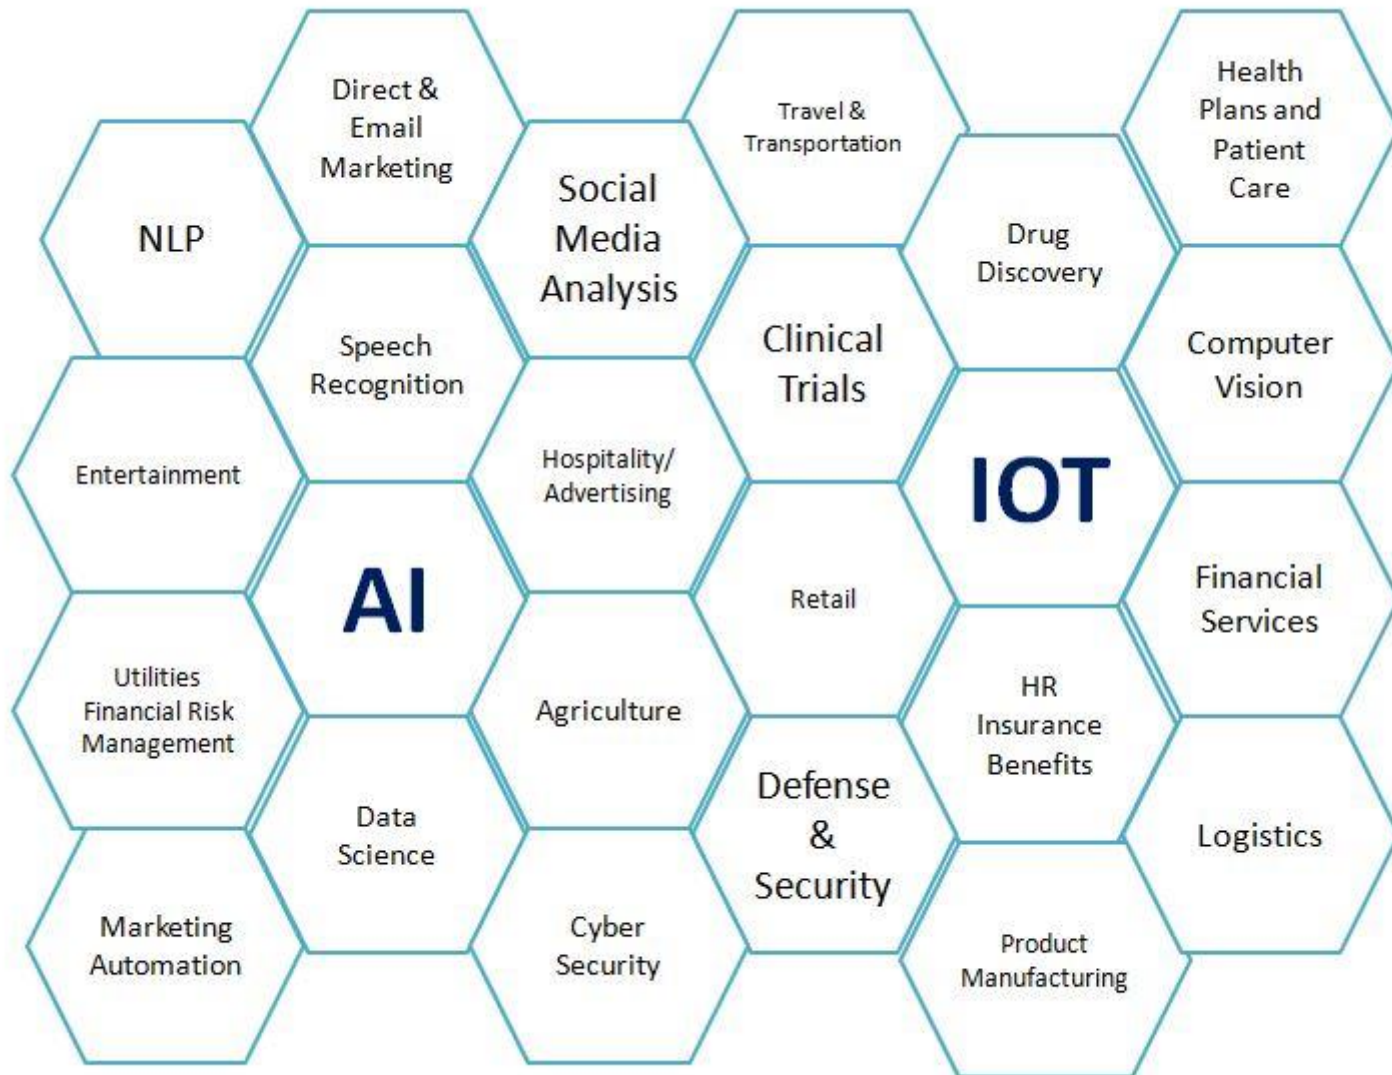 NLP
Entertainment
Utilities
Financial Risk
Management
Marketing
Automation
Direct &
Email
Marketing
Speech
Recognition
AI
Data
Science
Social
Media
Analysis
Hospitality/
Advertising
Agriculture
Cyber
Security
Travel &
Transportation
Clinical
Trials
Retail
Defense
&
Security
Drug
Discovery
IOT
HR
Insurance
Benefits
Product
Manufacturing
Health
Plans and
Patient
Care
Computer
Vision
Financial
Services
Logistics